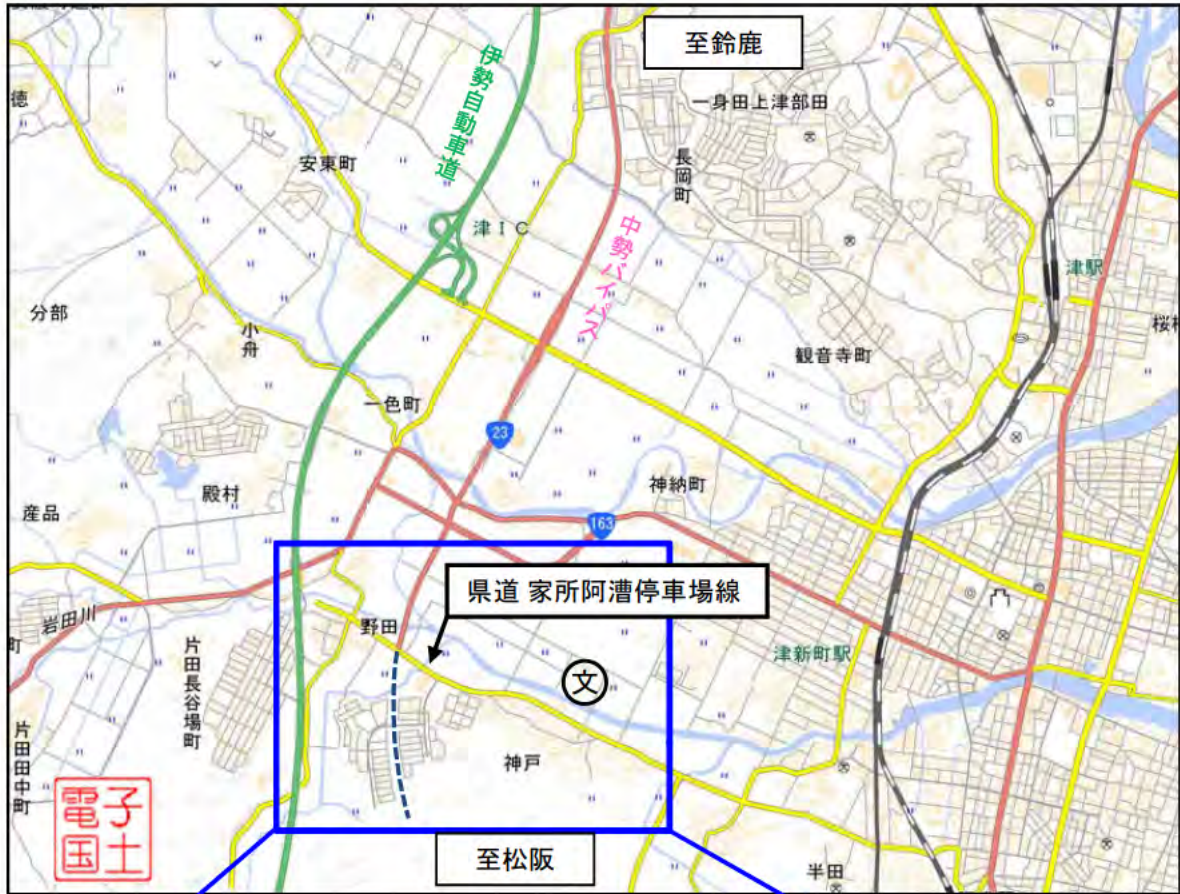 至鈴鹿
徳
伊勢自動車道
一身田上津部田
安東町
長岡町
津IC
中勢バイパス
津駅
分部
小舟
観音寺町
一色町
23
殿村
神納町
産品
163
県道 家所阿漕停車場線
岩田川
野田
町
片田長谷場町
文
津新町駅
片田田中町
神戸
電子国土
至松阪
半田